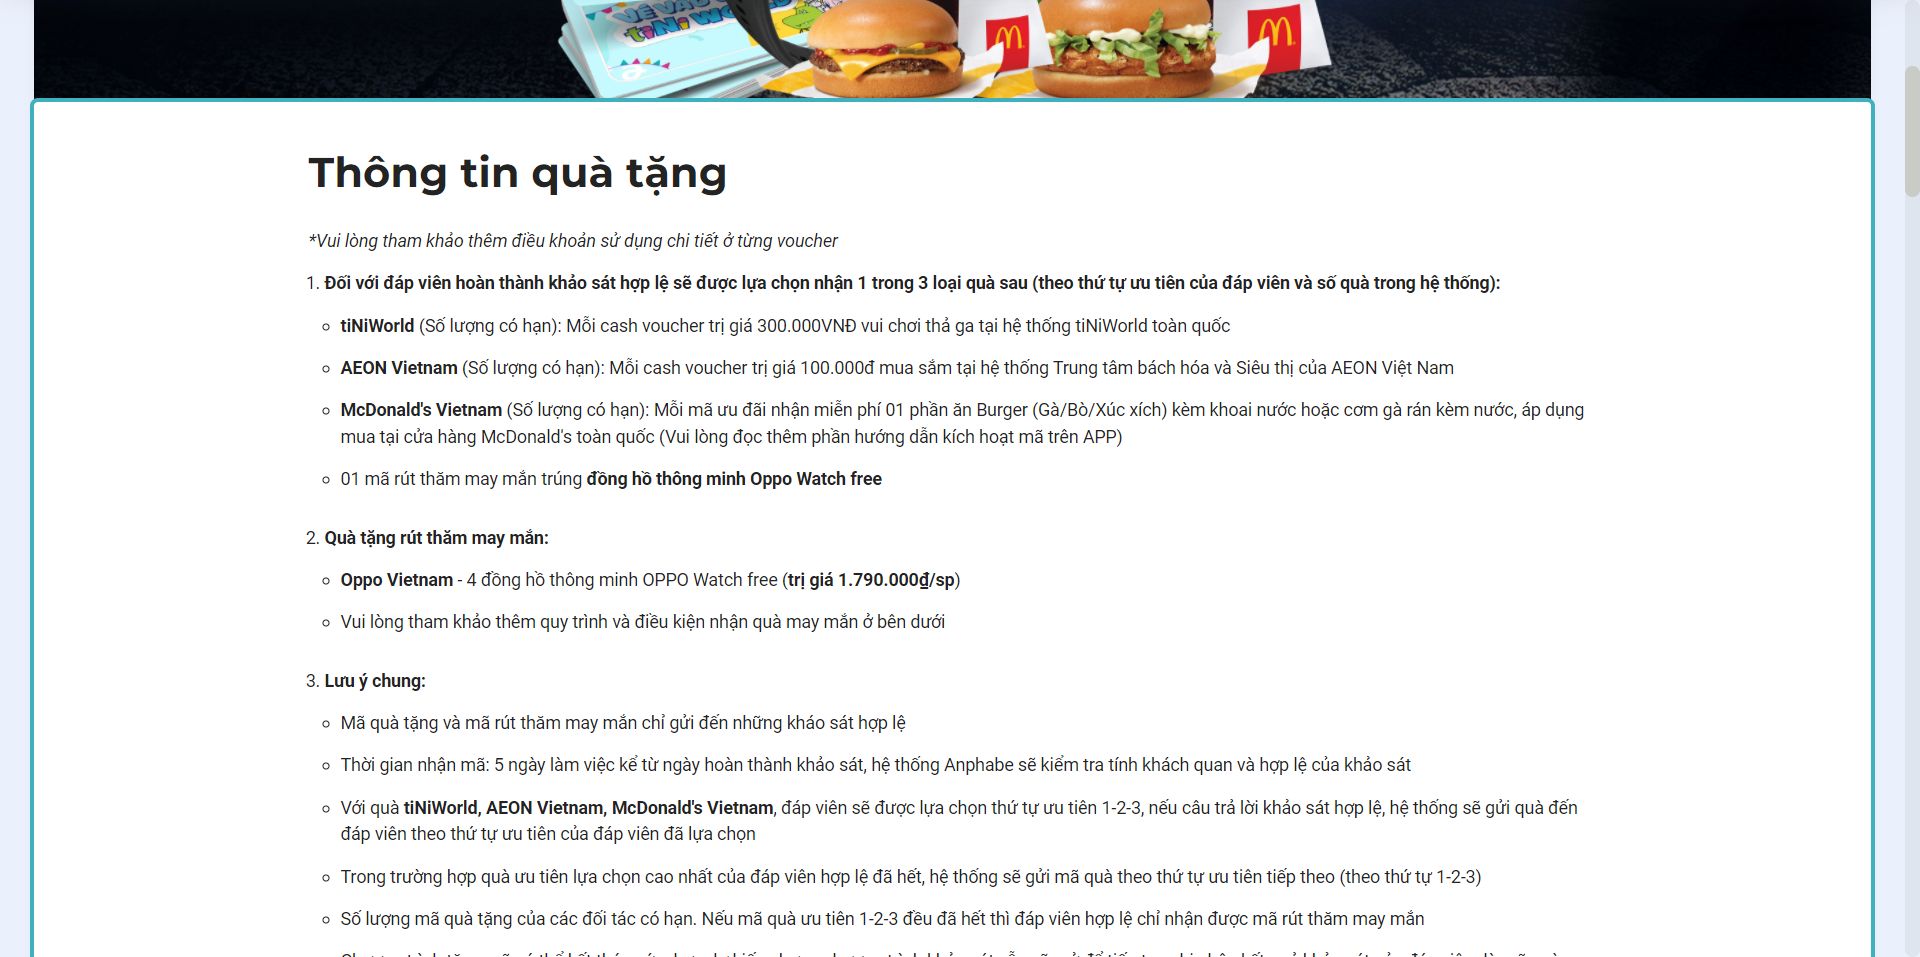 VÉ VÀO
tiNi WO
Thông tin quà tặng
*Vui lòng tham khảo thêm điều khoản sử dụng chi tiết ở từng voucher
1. Đối với đáp viên hoàn thành khảo sát hợp lệ sẽ được lựa chọn nhận 1 trong 3 loại quà sau (theo thứ tự ưu tiên của đáp viên và số quà trong hệ thống):
tiNiWorld (Số lượng có hạn): Mỗi cash voucher trị giá 300.000VNĐ vui chơi thả ga tại hệ thống tiNiWorld toàn quốc
AEON Vietnam (Số lượng có hạn): Mỗi cash voucher trị giá 100.000đ mua sắm tại hệ thống Trung tâm bách hóa và Siêu thị của AEON Việt Nam
McDonald's Vietnam (Số lượng có hạn): Mỗi mã ưu đãi nhận miễn phí 01 phần ăn Burger (Gà/Bò/Xúc xích) kèm khoai nước hoặc cơm gà rán kèm nước, áp dụng
mua tại cửa hàng McDonald's toàn quốc (Vui lòng đọc thêm phần hướng dẫn kích hoạt mã trên APP)
01 mã rút thăm may mắn trúng đồng hồ thông minh Oppo Watch free
2. Quà tặng rút thăm may mắn:
Oppo Vietnam - 4 đồng hồ thông minh OPPO Watch free (trị giá 1.790.000₫/sp)
Vui lòng tham khảo thêm quy trình và điều kiện nhận quà may mắn ở bên dưới
3. Lưu ý chung:
Mã quà tặng và mã rút thăm may mắn chỉ gửi đến những kháo sát hợp lệ
Thời gian nhận mã: 5 ngày làm việc kể từ ngày hoàn thành khảo sát, hệ thống Anphabe sẽ kiểm tra tính khách quan và hợp lệ của khảo sát
Với quà tiNiWorld, AEON Vietnam, McDonald's Vietnam, đáp viên sẽ được lựa chọn thứ tự ưu tiên 1-2-3, nếu câu trả lời khảo sát hợp lệ, hệ thống sẽ gửi quà đến
đáp viên theo thứ tự ưu tiên của đáp viên đã lựa chọn
Trong trường hợp quà ưu tiên lựa chọn cao nhất của đáp viên hợp lệ đã hết, hệ thống sẽ gửi mã quà theo thứ tự ưu tiên tiếp theo (theo thứ tự 1-2-3)
Số lượng mã quà tặng của các đối tác có hạn. Nếu mã quà ưu tiên 1-2-3 đều đã hết thì đáp viên hợp lệ chỉ nhận được mã rút thăm may mắn